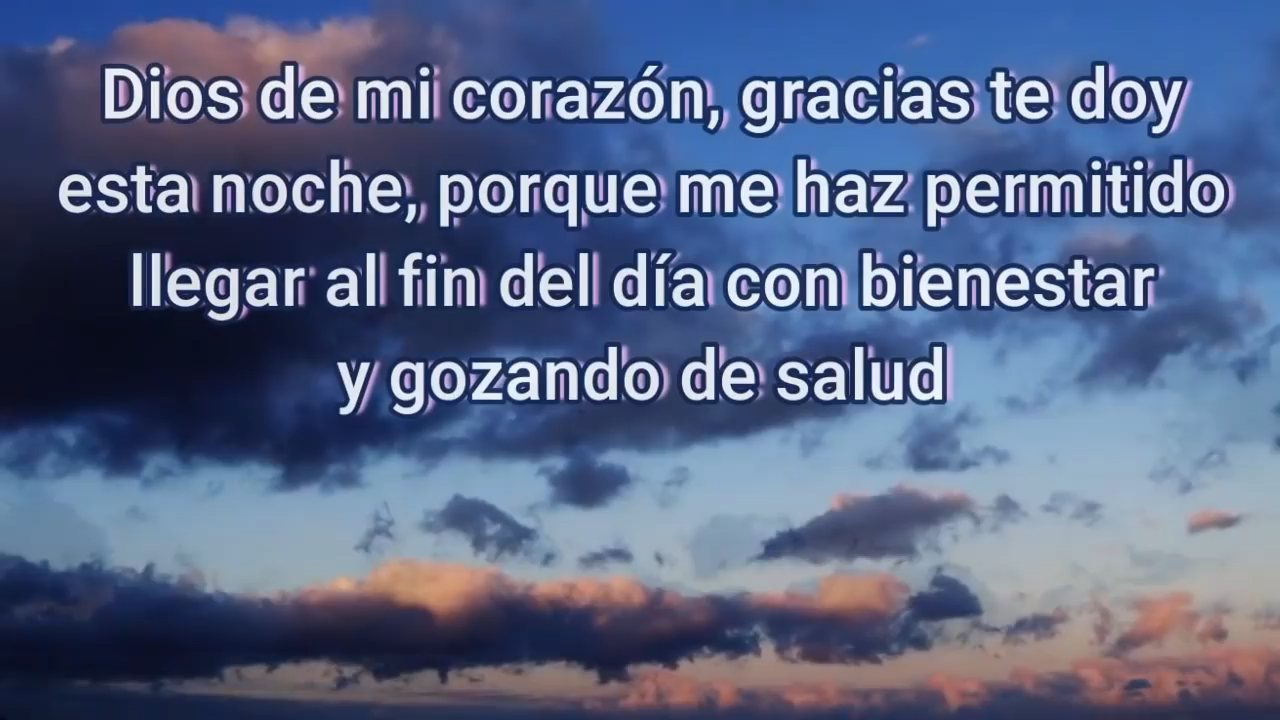 Dios de mi corazón, gracias te doy
esta noche, porque me haz permitido
llegar al fin del día con bienestar
y gozando de salud